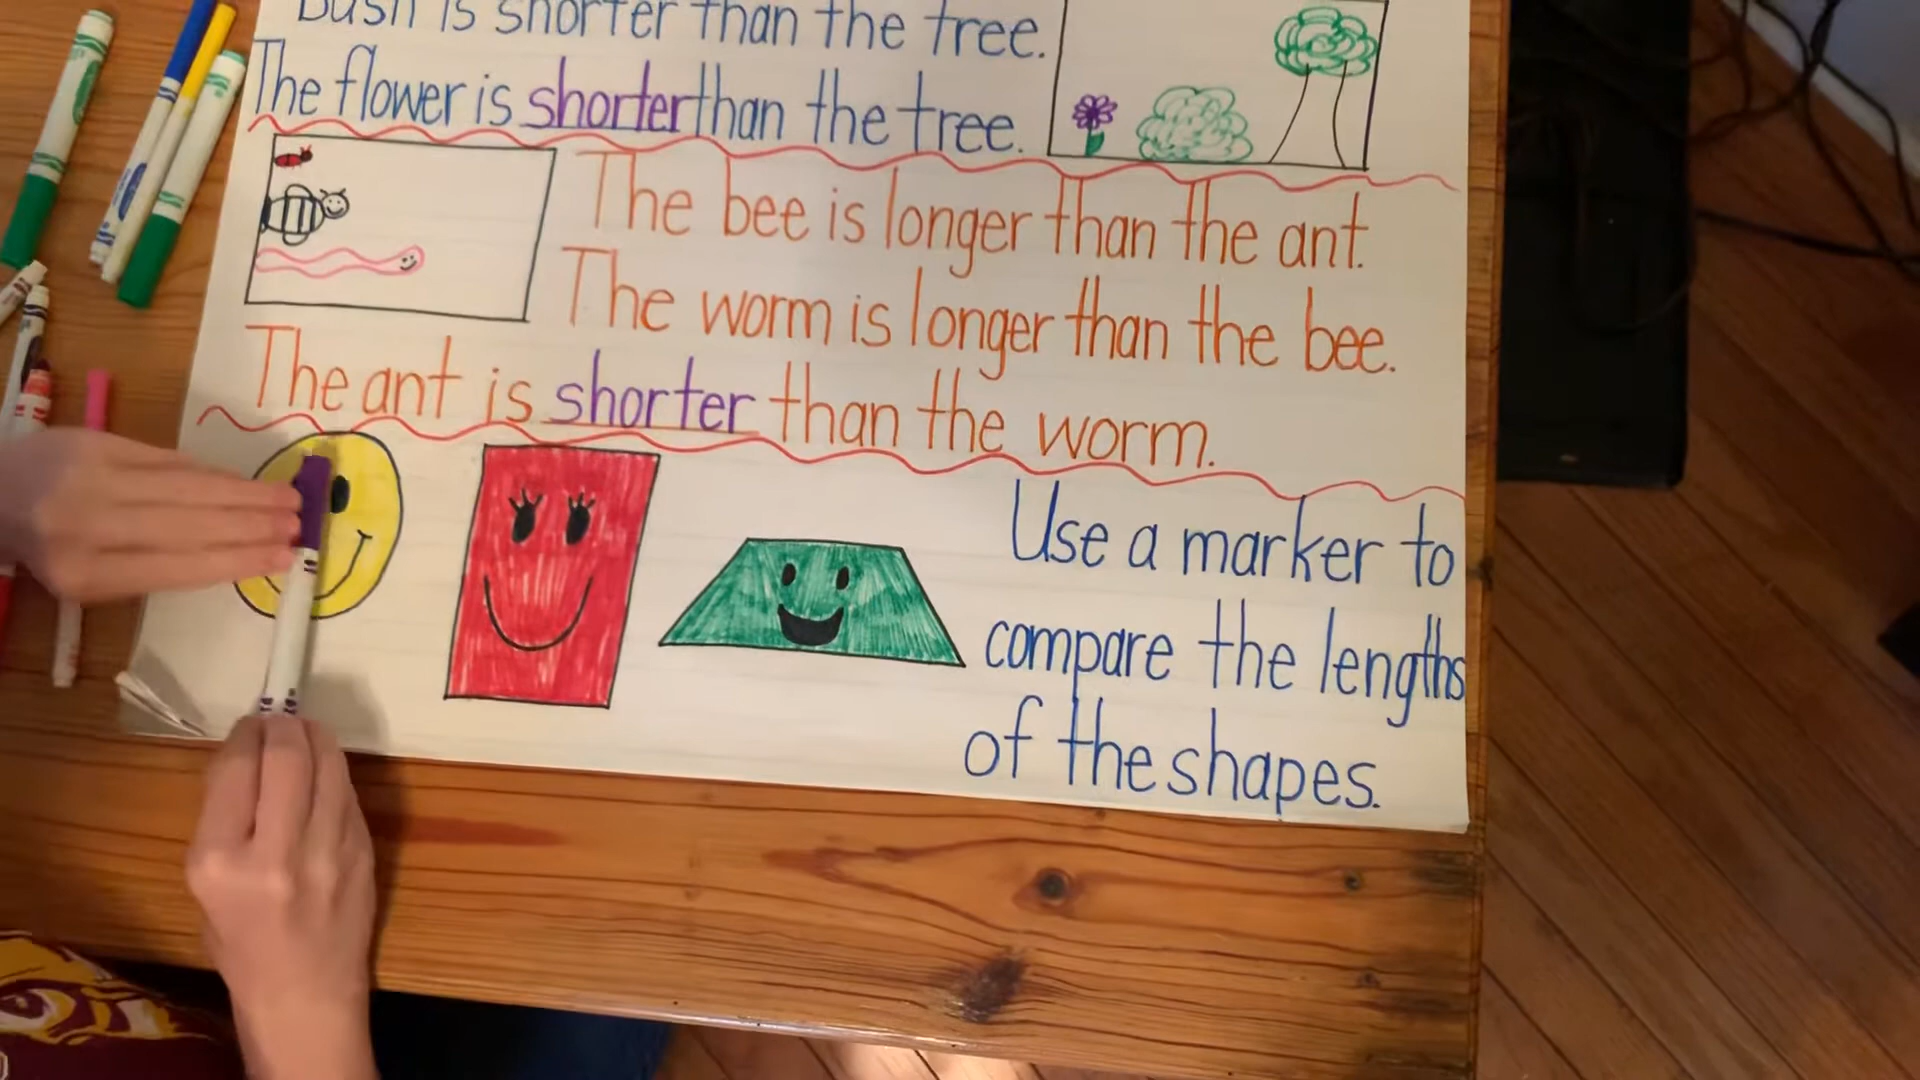 Bush is shorter than the tree.
The flower is shorter than the tree.
The bee is longer than the ant.
The worm is longer than the bee.
The ant is shorter than the worm.
Use a marker to
compare the lengths
of the shapes.